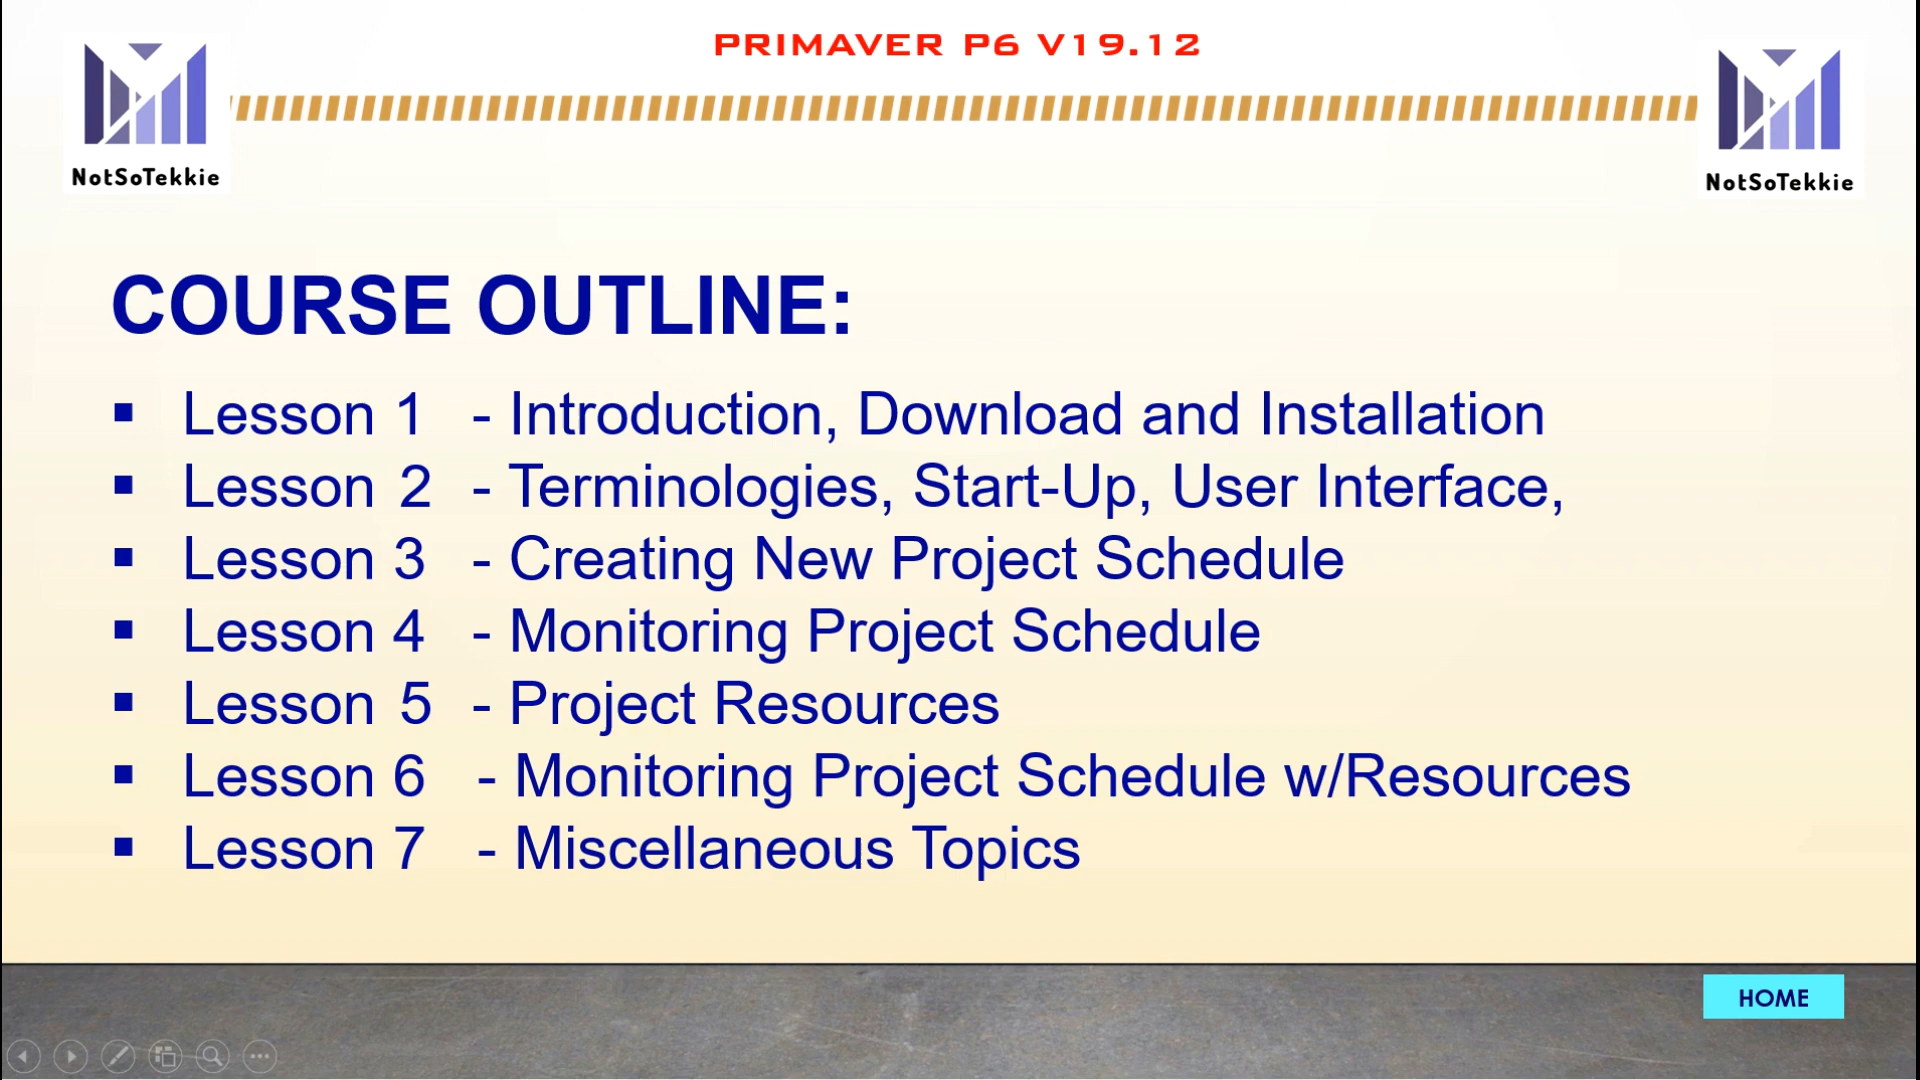 PRIMAVER P6 V19.12
NotSoTekkie
NotSoTekkie
COURSE OUTLINE:
▪ Lesson 1 - Introduction, Download and Installation
▪ Lesson 2 - Terminologies, Start-Up, User Interface,
▪ Lesson 3 - Creating New Project Schedule
▪ Lesson 4 - Monitoring Project Schedule
▪ Lesson 5 - Project Resources
▪ Lesson 6 - Monitoring Project Schedule w/Resources
▪ Lesson 7 - Miscellaneous Topics
HOME